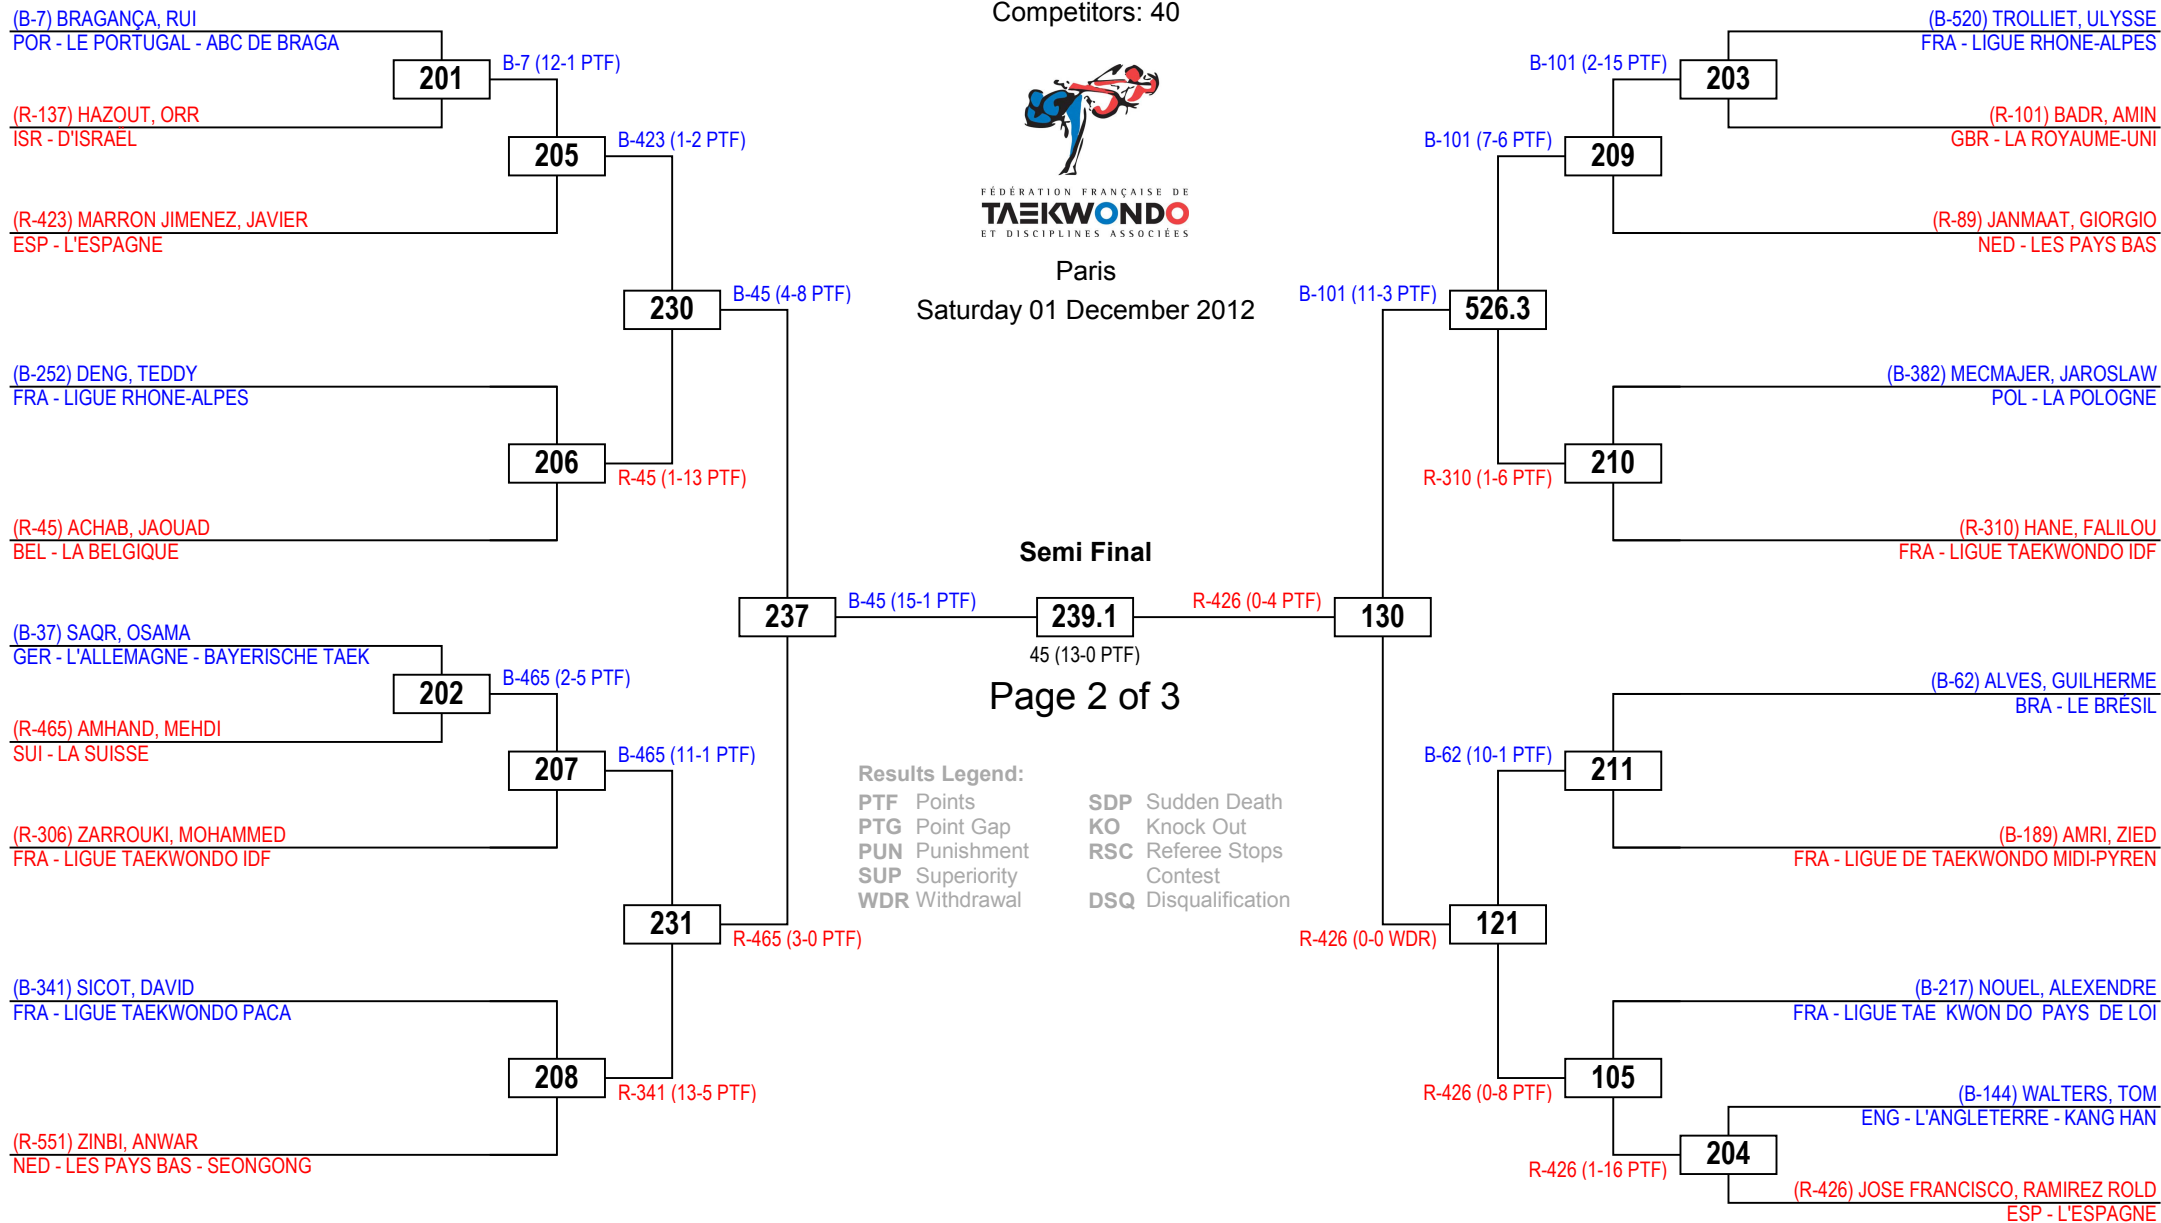 Competitors: 40
FÉDÉRATION FRANÇAISE DE
TAEKWONDO
ET DISCIPLINES ASSOCIÉES
Paris
Saturday 01 December 2012
(B-7) BRAGANÇA, RUI
POR - LE PORTUGAL - ABC DE BRAGA
201
B-7 (12-1 PTF)
(R-137) HAZOUT, ORR
ISR - D'ISRAËL
205
B-423 (1-2 PTF)
(R-423) MARRON JIMENEZ, JAVIER
ESP - L'ESPAGNE
230
B-45 (4-8 PTF)
(B-252) DENG, TEDDY
FRA - LIGUE RHONE-ALPES
206
R-45 (1-13 PTF)
(R-45) ACHAB, JAOUAD
BEL - LA BELGIQUE
237
B-45 (15-1 PTF)
(B-37) SAQR, OSAMA
GER - L'ALLEMAGNE - BAYERISCHE TAEK
202
B-465 (2-5 PTF)
(R-465) AMHAND, MEHDI
SUI - LA SUISSE
207
B-465 (11-1 PTF)
(R-306) ZARROUKI, MOHAMMED
FRA - LIGUE TAEKWONDO IDF
231
R-465 (3-0 PTF)
(B-341) SICOT, DAVID
FRA - LIGUE TAEKWONDO PACA
208
R-341 (13-5 PTF)
(R-551) ZINBI, ANWAR
NED - LES PAYS BAS - SEONGONG
Semi Final
239.1
45 (13-0 PTF)
Page 2 of 3
Results Legend:
PTF Points
PTG Point Gap
PUN Punishment
SUP Superiority
WDR Withdrawal
SDP Sudden Death
KO Knock Out
RSC Referee Stops
Contest
DSQ Disqualification
(B-520) TROLLIET, ULYSSE
FRA - LIGUE RHONE-ALPES
B-101 (2-15 PTF)
203
(R-101) BADR, AMIN
GBR - LA ROYAUME-UNI
B-101 (7-6 PTF)
209
(R-89) JANMAAT, GIORGIO
NED - LES PAYS BAS
B-101 (11-3 PTF)
526.3
(B-382) MECMAJER, JAROSLAW
POL - LA POLOGNE
R-310 (1-6 PTF)
210
(R-310) HANE, FALILOU
FRA - LIGUE TAEKWONDO IDF
R-426 (0-4 PTF)
130
(B-62) ALVES, GUILHERME
BRA - LE BRÉSIL
B-62 (10-1 PTF)
211
(B-189) AMRI, ZIED
FRA - LIGUE DE TAEKWONDO MIDI-PYREN
R-426 (0-0 WDR)
121
(B-217) NOUEL, ALEXENDRE
FRA - LIGUE TAE KWON DO PAYS DE LOI
R-426 (0-8 PTF)
105
(B-144) WALTERS, TOM
ENG - L'ANGLETERRE - KANG HAN
R-426 (1-16 PTF)
204
(R-426) JOSE FRANCISCO, RAMIREZ ROLD
ESP - L'ESPAGNE